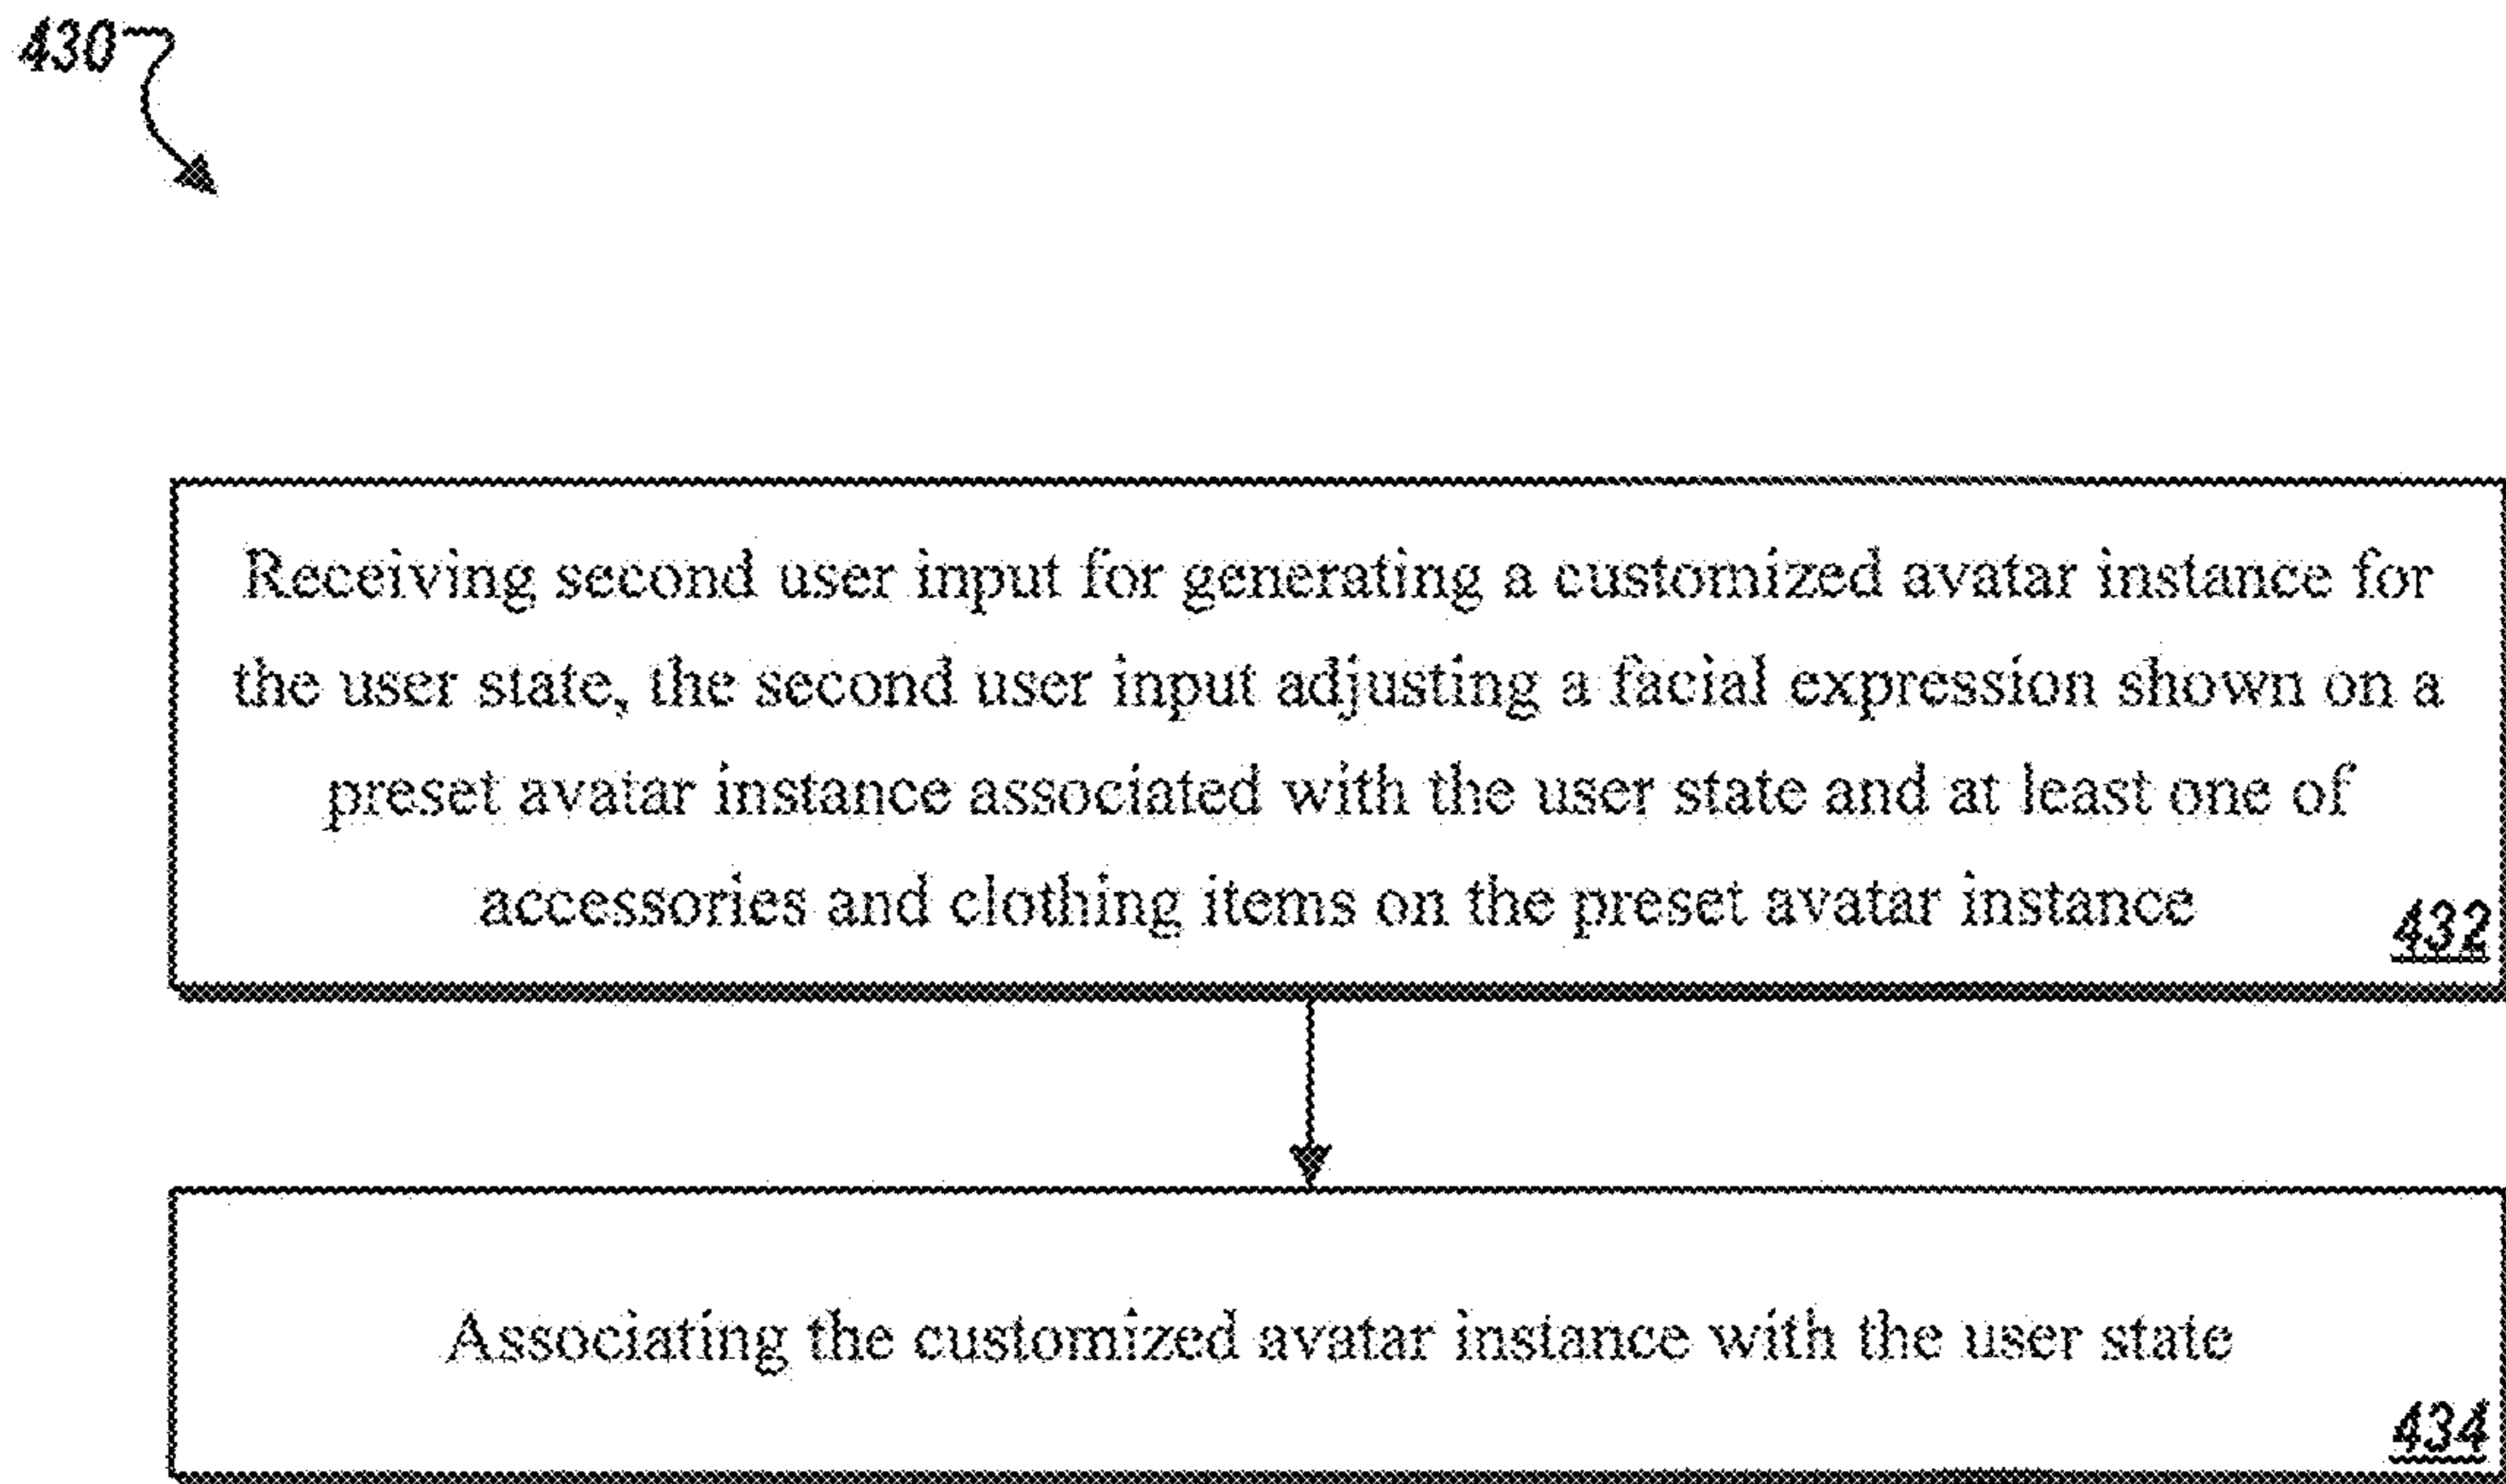 430
Receiving second user input for generating a customized avatar instance for
the user state, the second user input adjusting a facial expression shown on a
preset avatar instance associated with the user state and at least one of
accessories and clothing items on the preset avatar instance
432
Associating the customized avatar instance with the user state
434